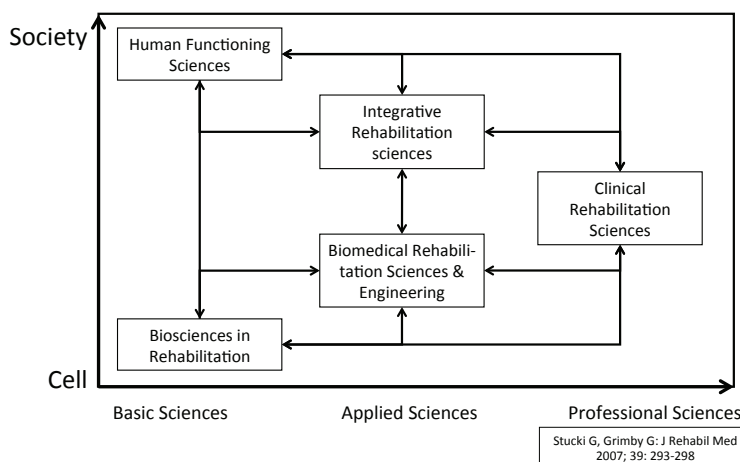 Society
Human Functioning
Sciences
Integrative
Rehabilitation
sciences
Clinical
Rehabilitation
Sciences
Biomedical Rehabili-
tation Sciences &
Engineering
Biosciences in
Rehabilitation
Cell
Basic Sciences
Applied Sciences
Professional Sciences
Stucki G, Grimby G: J Rehabil Med
2007; 39: 293-298